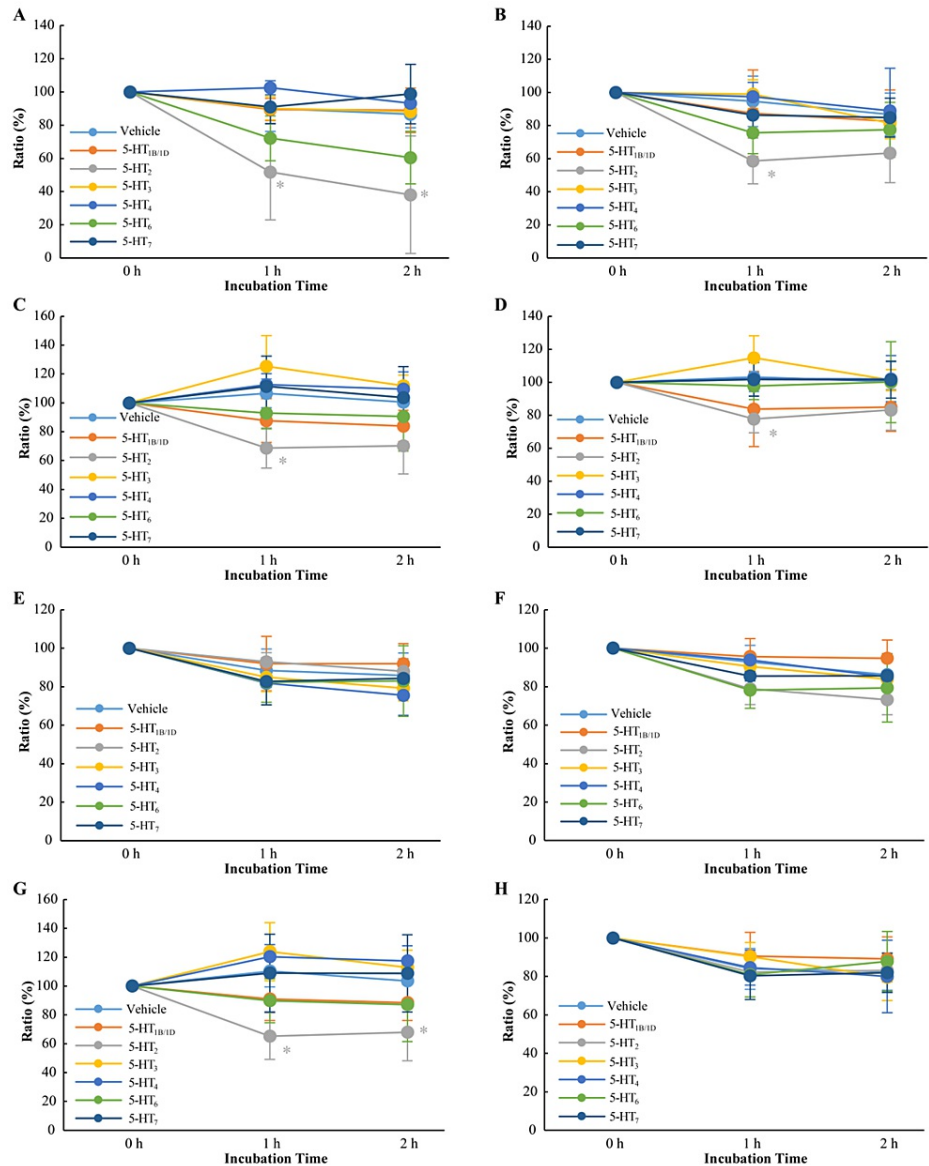 A
140
120
100
80
60
40
20
0
Ratio (%)
Vehicle
5-HT1B/1D
5-HT2
5-HT3
5-HT4
5-HT6
5-HT7
*
*
0 h
1 h
2 h
Incubation Time
B
140
120
100
80
60
40
20
0
Ratio (%)
Vehicle
5-HT1B/1D
5-HT2
5-HT3
5-HT4
5-HT6
5-HT7
*
0 h
1 h
2 h
Incubation Time
C
160
140
120
100
80
60
40
20
0
Ratio (%)
Vehicle
5-HT1B/1D
5-HT2
5-HT3
5-HT4
5-HT6
5-HT7
*
0 h
1 h
2 h
Incubation Time
D
140
120
100
80
60
40
20
0
Ratio (%)
Vehicle
5-HT1B/1D
5-HT2
5-HT3
5-HT4
5-HT6
5-HT7
*
0 h
1 h
2 h
Incubation Time
E
120
100
80
60
40
20
0
Ratio (%)
Vehicle
5-HT1B/1D
5-HT2
5-HT3
5-HT4
5-HT6
5-HT7
0 h
1 h
2 h
Incubation Time
F
120
100
80
60
40
20
0
Ratio (%)
Vehicle
5-HT1B/1D
5-HT2
5-HT3
5-HT4
5-HT6
5-HT7
0 h
1 h
2 h
Incubation Time
G
160
140
120
100
80
60
40
20
0
Ratio (%)
Vehicle
5-HT1B/1D
5-HT2
5-HT3
5-HT4
5-HT6
5-HT7
*
*
0 h
1 h
2 h
Incubation Time
H
120
100
80
60
40
20
0
Ratio (%)
Vehicle
5-HT1B/1D
5-HT2
5-HT3
5-HT4
5-HT6
5-HT7
0 h
1 h
2 h
Incubation Time